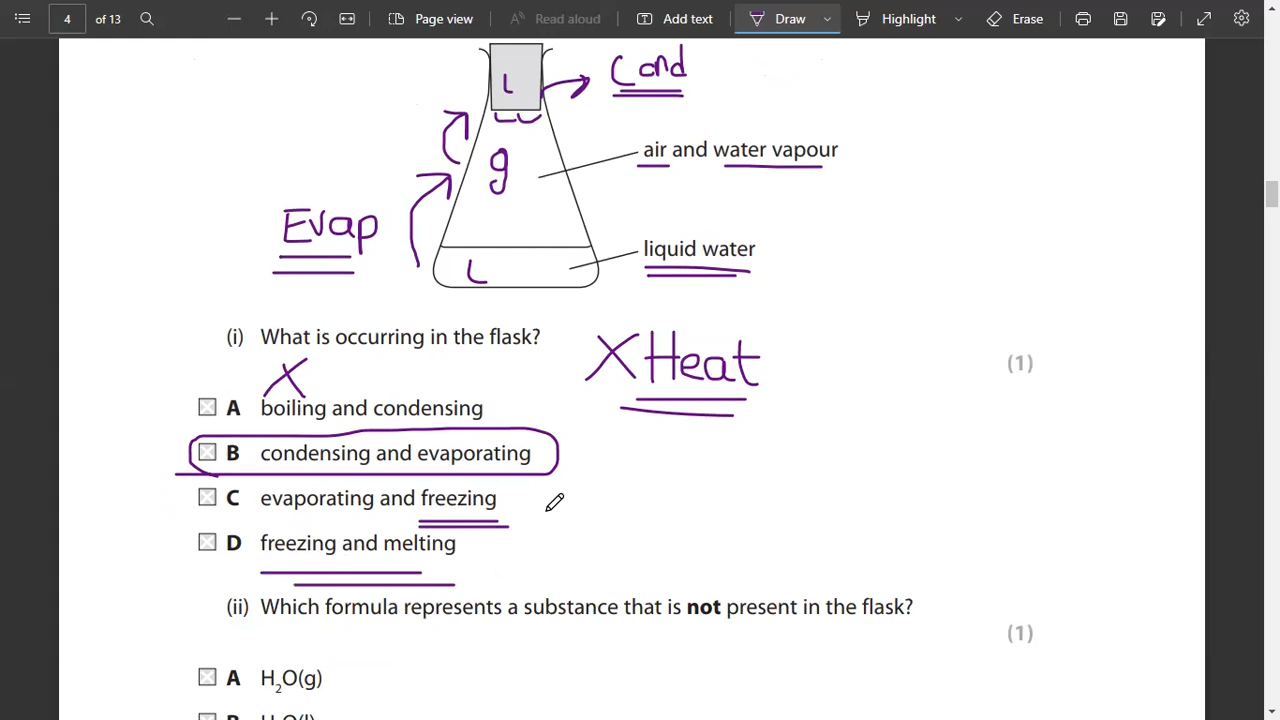 4 of 13 Page view Read aloud Add text Draw Highlight Erase
L
Cond
g
air and water vapour
Evap
liquid water
L
(i) What is occurring in the flask?
X Heat
(1)
X
A boiling and condensing
B condensing and evaporating
C evaporating and freezing
D freezing and melting
(ii) Which formula represents a substance that is not present in the flask?
(1)
A H₂O(g)